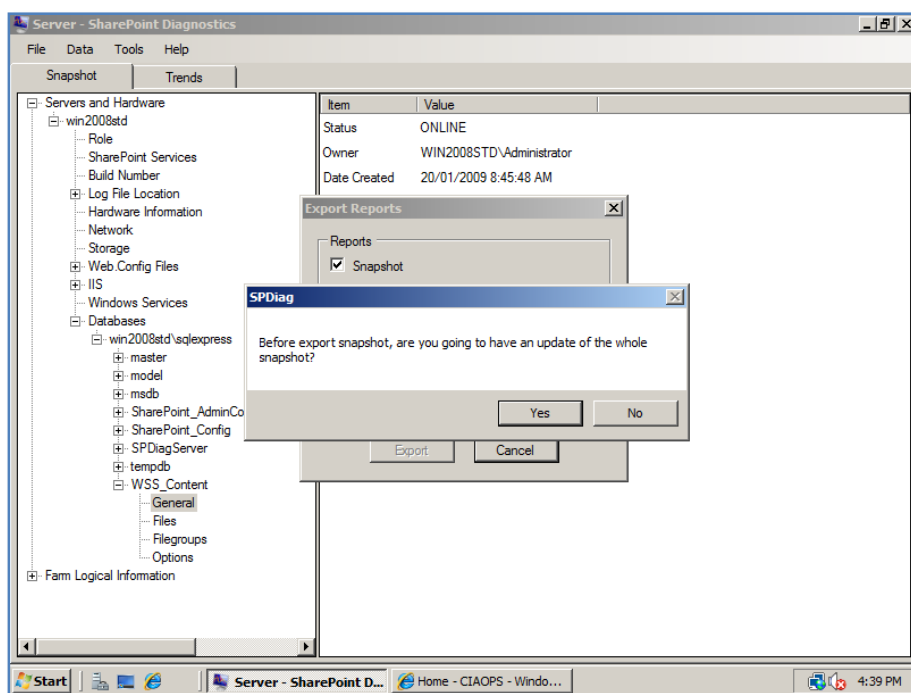 Server - SharePoint Diagnostics
File Data Tools Help
Snapshot Trends
Servers and Hardware
win2008std
Role
SharePoint Services
Build Number
Log File Location
Hardware Information
Network
Storage
Web.Config Files
IIS
Windows Services
Databases
win2008std\sqlexpress
master
model
msdb
SharePoint_AdminCo
SharePoint_Config
SPDiagServer
tempdb
WSS_Content
General
Files
Filegroups
Options
Farm Logical Information
Item Value
Status ONLINE
Owner WIN2008STD\Administrator
Date Created 20/01/2009 8:45:48 AM
Export Reports
Reports
Snapshot
SPDiag
Before export snapshot, are you going to have an update of the whole
snapshot?
Yes No
Export Cancel
Start Server - SharePoint D... Home - CIAOPS - Windo... 4:39 PM